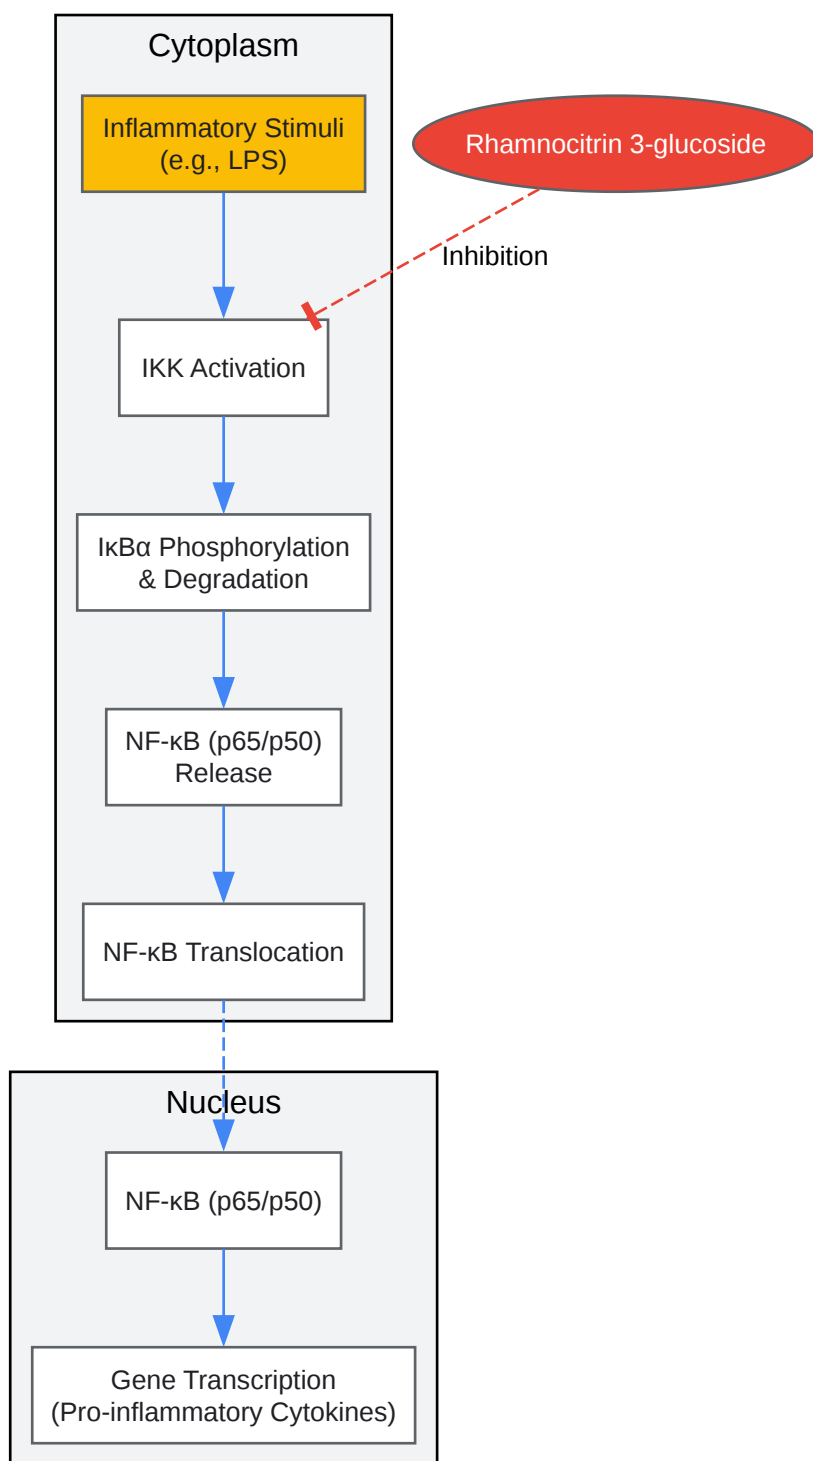 Cytoplasm
Inflammatory Stimuli
(e.g., LPS)
Rhamnocitrin 3-glucoside
Inhibition
IKK Activation
IκBα Phosphorylation
& Degradation
NF-κB (p65/p50)
Release
NF-κB Translocation
Nucleus
NF-κB (p65/p50)
Gene Transcription
(Pro-inflammatory Cytokines)